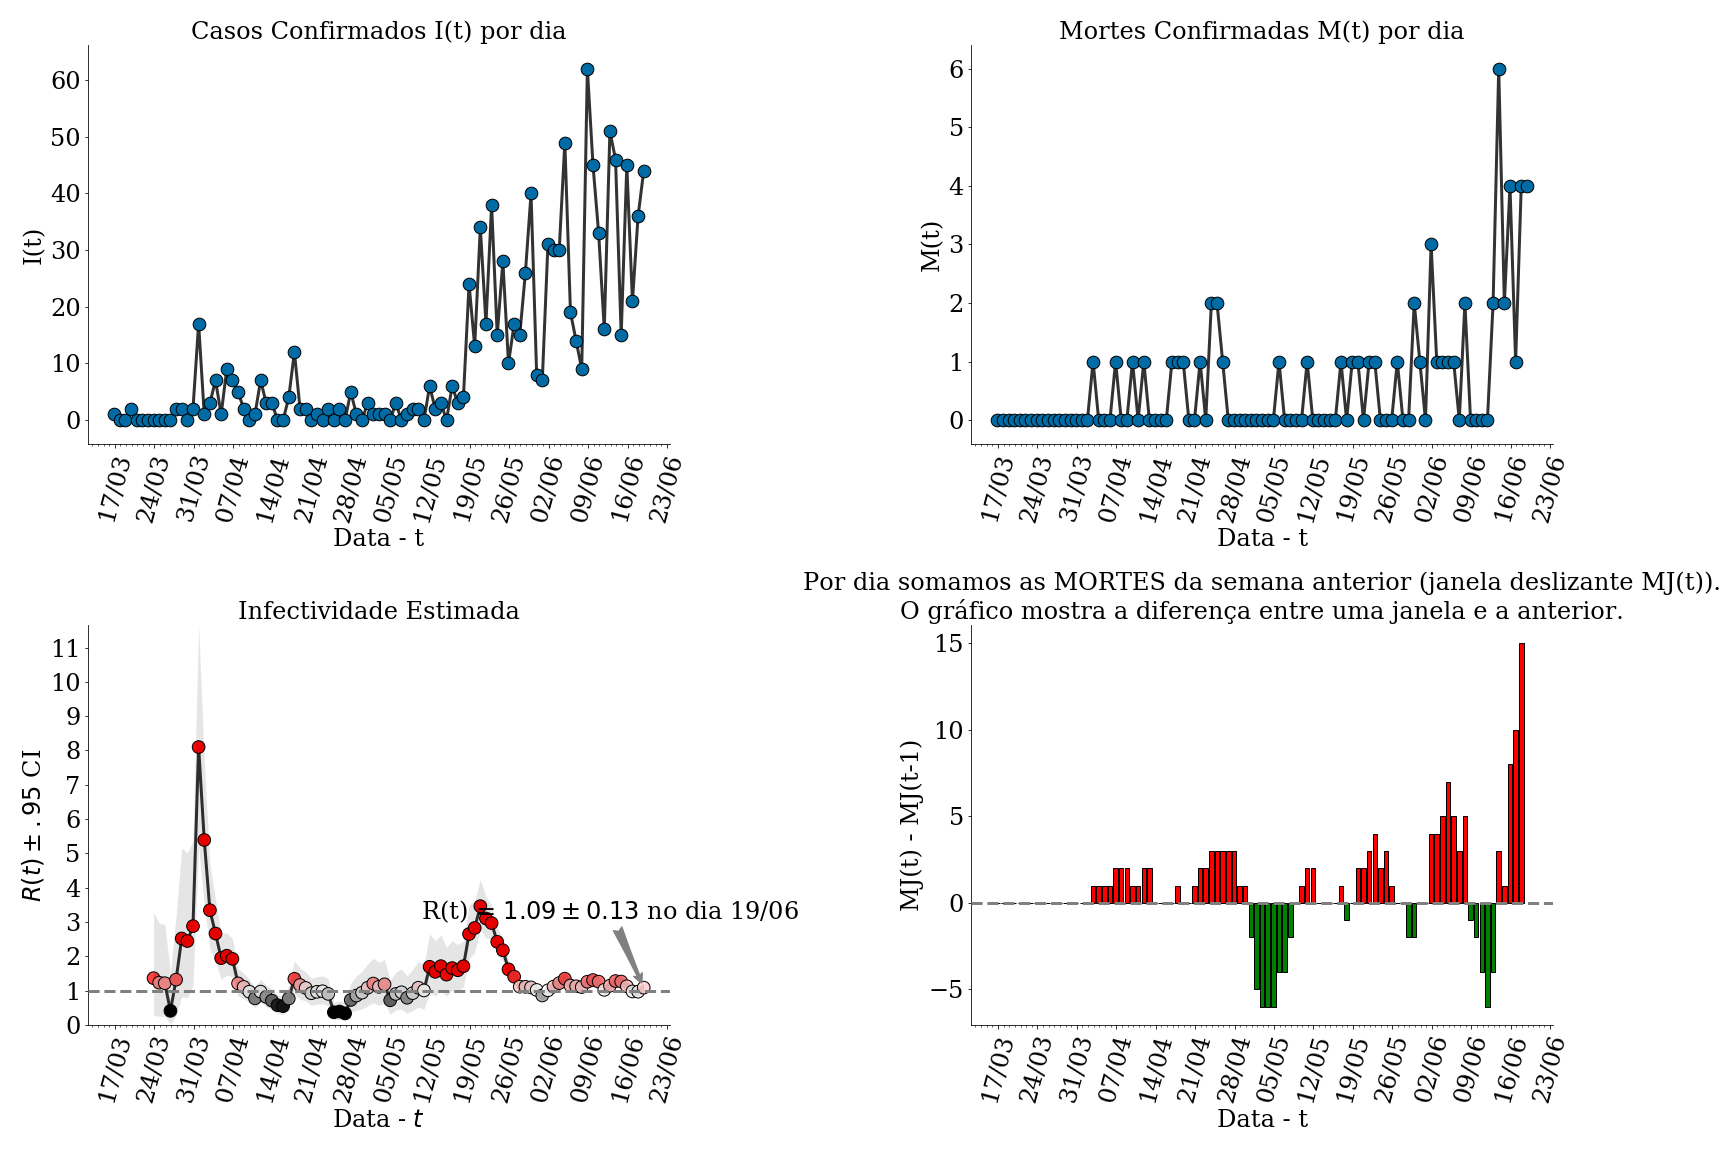 Casos Confirmados I(t) por dia
I(t)
60
50
40
30
20
10
0
17/03 24/03 31/03 07/04 14/04 21/04 28/04 05/05 12/05 19/05 26/05 02/06 09/06 16/06 23/06
Data - t
Mortes Confirmadas M(t) por dia
M(t)
6
5
4
3
2
1
0
17/03 24/03 31/03 07/04 14/04 21/04 28/04 05/05 12/05 19/05 26/05 02/06 09/06 16/06 23/06
Data - t
Infectividade Estimada
R(t) ± .95 CI
11
10
9
8
7
6
5
4
3
2
1
0
R(t) = 1.09 ± 0.13 no dia 19/06
17/03 24/03 31/03 07/04 14/04 21/04 28/04 05/05 12/05 19/05 26/05 02/06 09/06 16/06 23/06
Data - t
Por dia somamos as MORTES da semana anterior (janela deslizante MJ(t)).
O gráfico mostra a diferença entre uma janela e a anterior.
MJ(t) - MJ(t-1)
15
10
5
0
−5
17/03 24/03 31/03 07/04 14/04 21/04 28/04 05/05 12/05 19/05 26/05 02/06 09/06 16/06 23/06
Data - t